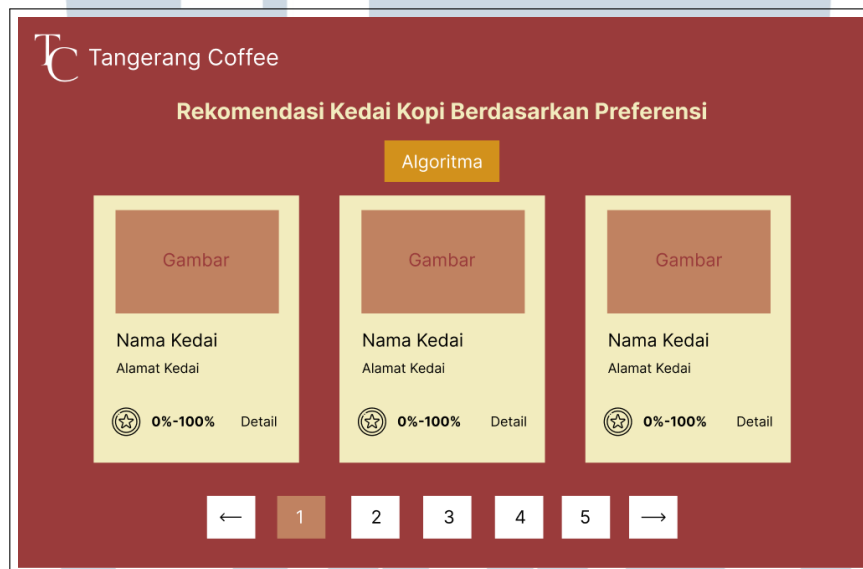 TC Tangerang Coffee
Rekomendasi Kedai Kopi Berdasarkan Preferensi
Algoritma
Gambar Gambar Gambar
Nama Kedai Nama Kedai Nama Kedai
Alamat Kedai Alamat Kedai Alamat Kedai
0%-100% Detail 0%-100% Detail 0%-100% Detail
← 1 2 3 4 5 →